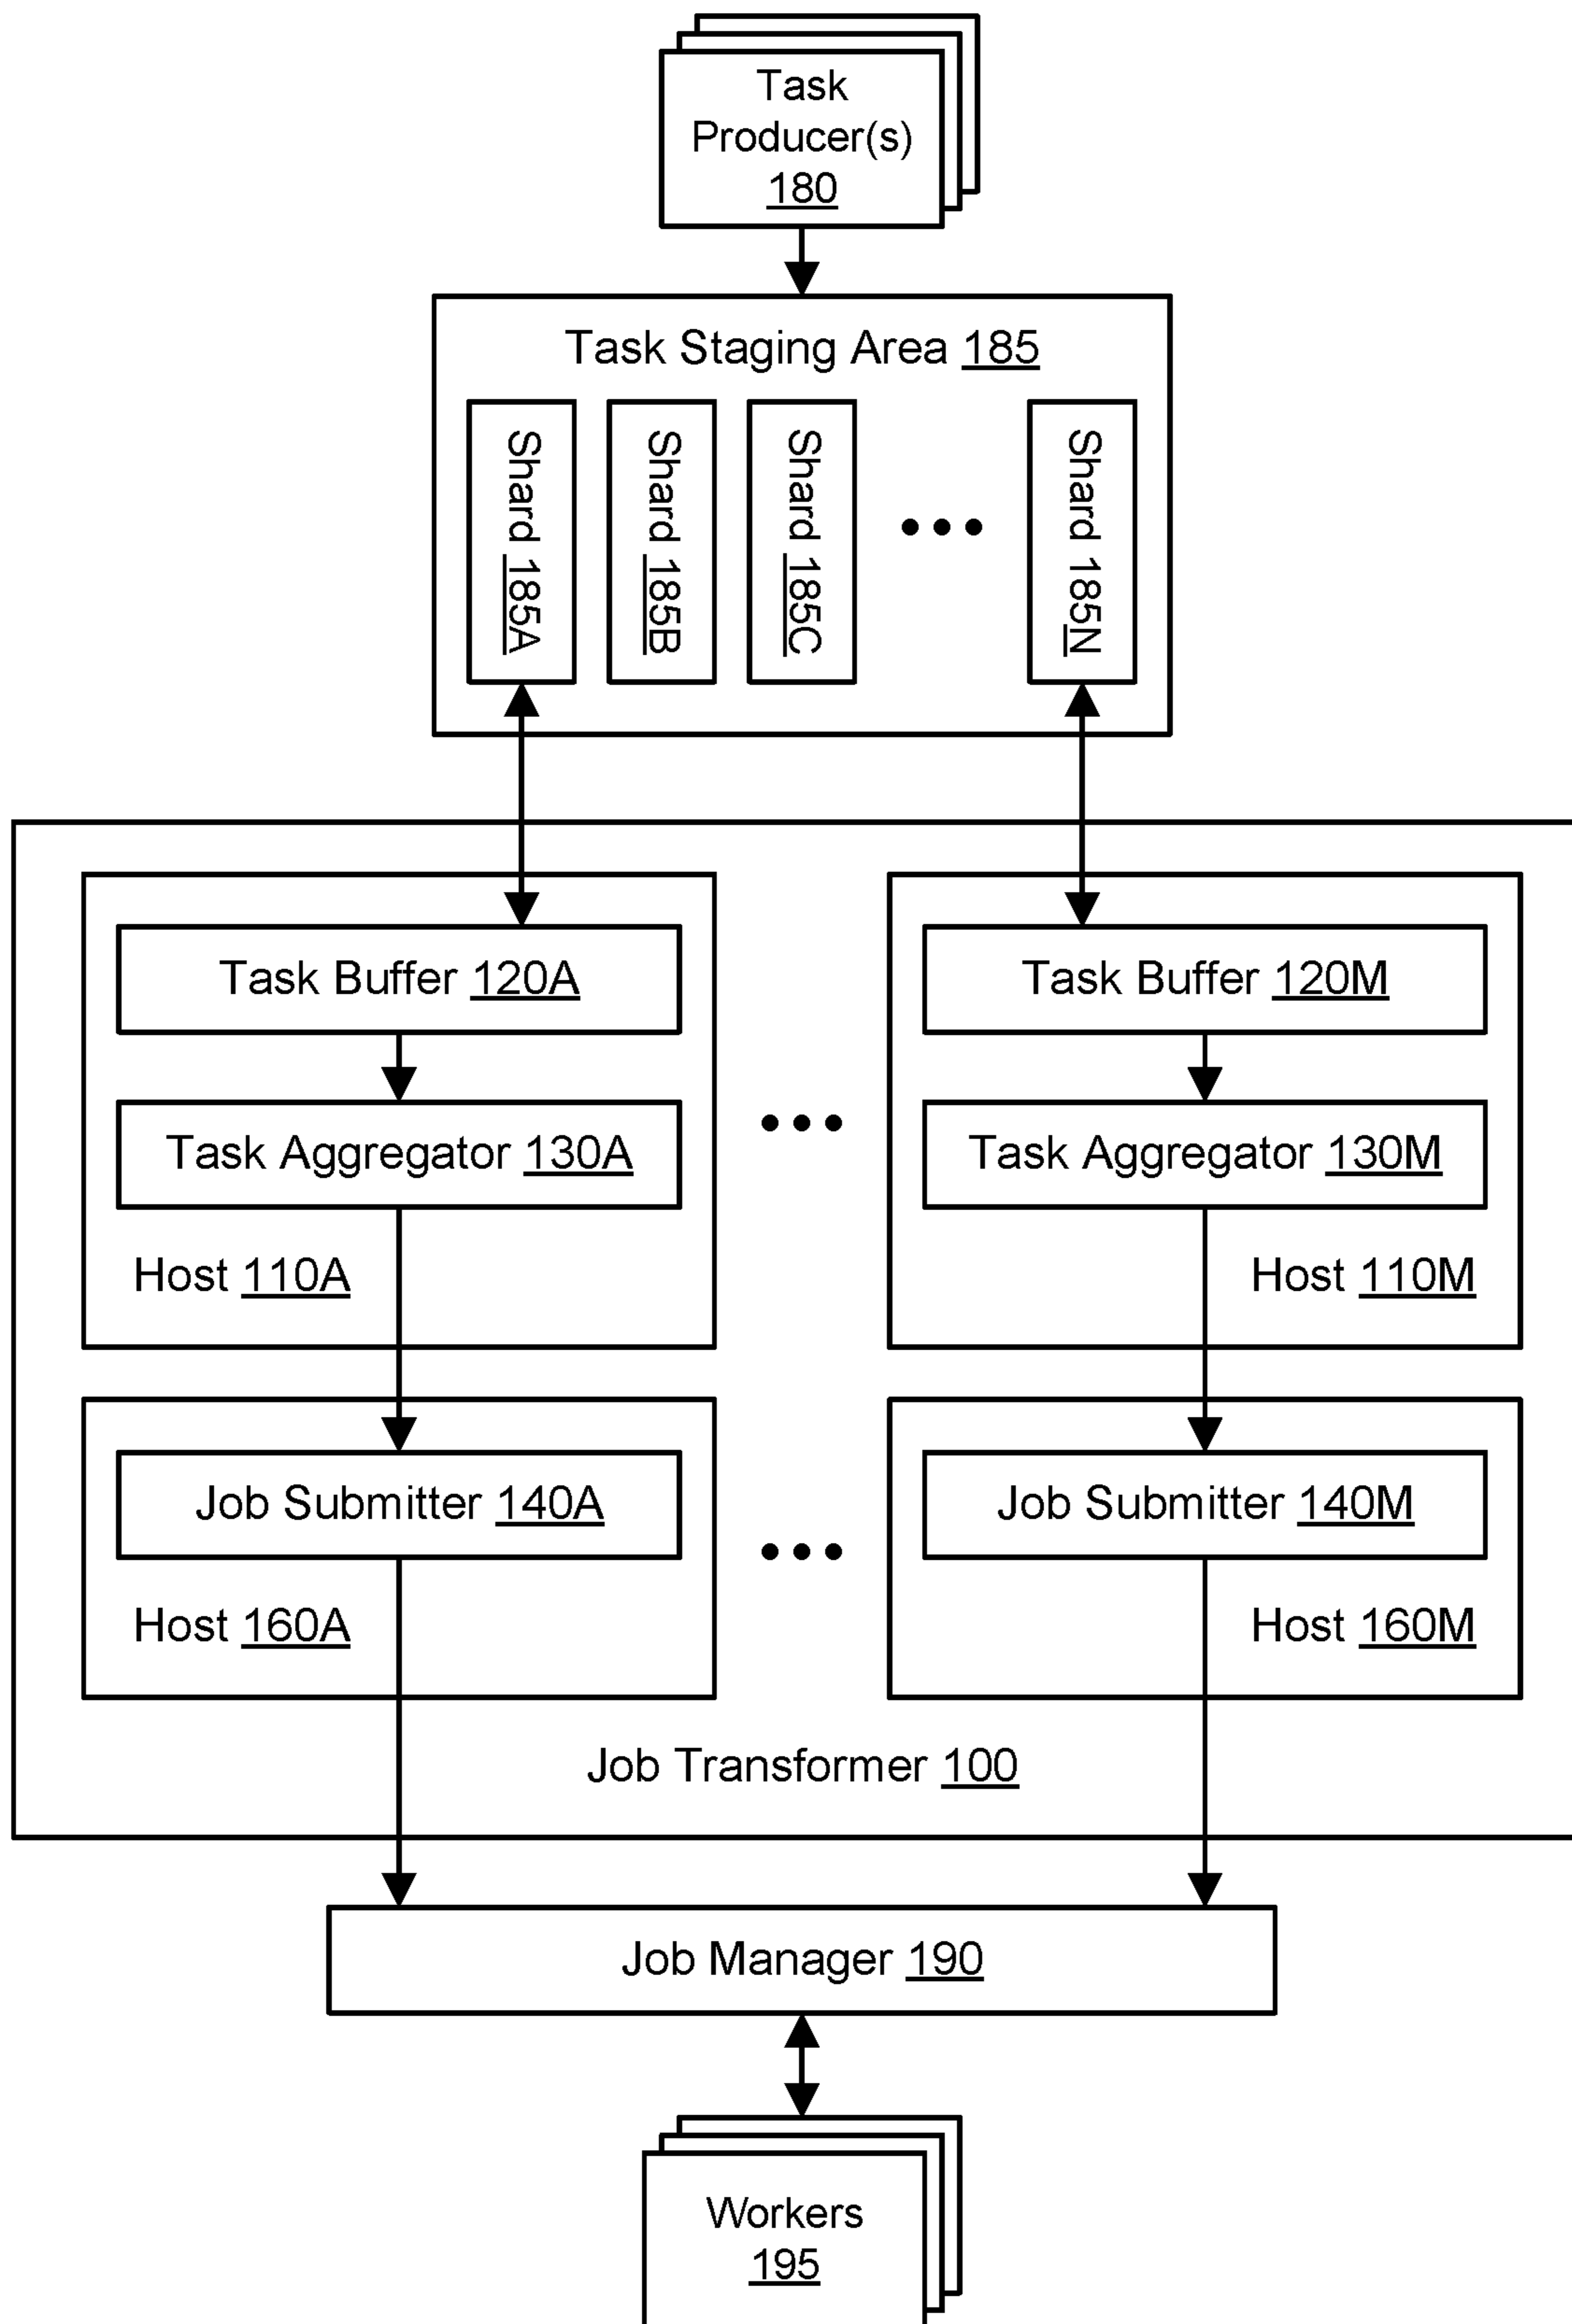 Task
Producer(s)
180
Task Staging Area 185
Shard 185A
Shard 185B
Shard 185C
Shard 185N
Task Buffer 120A
Task Buffer 120M
Task Aggregator 130A
Task Aggregator 130M
Host 110A
Host 110M
Job Submitter 140A
Job Submitter 140M
Host 160A
Host 160M
Job Transformer 100
Job Manager 190
Workers
195